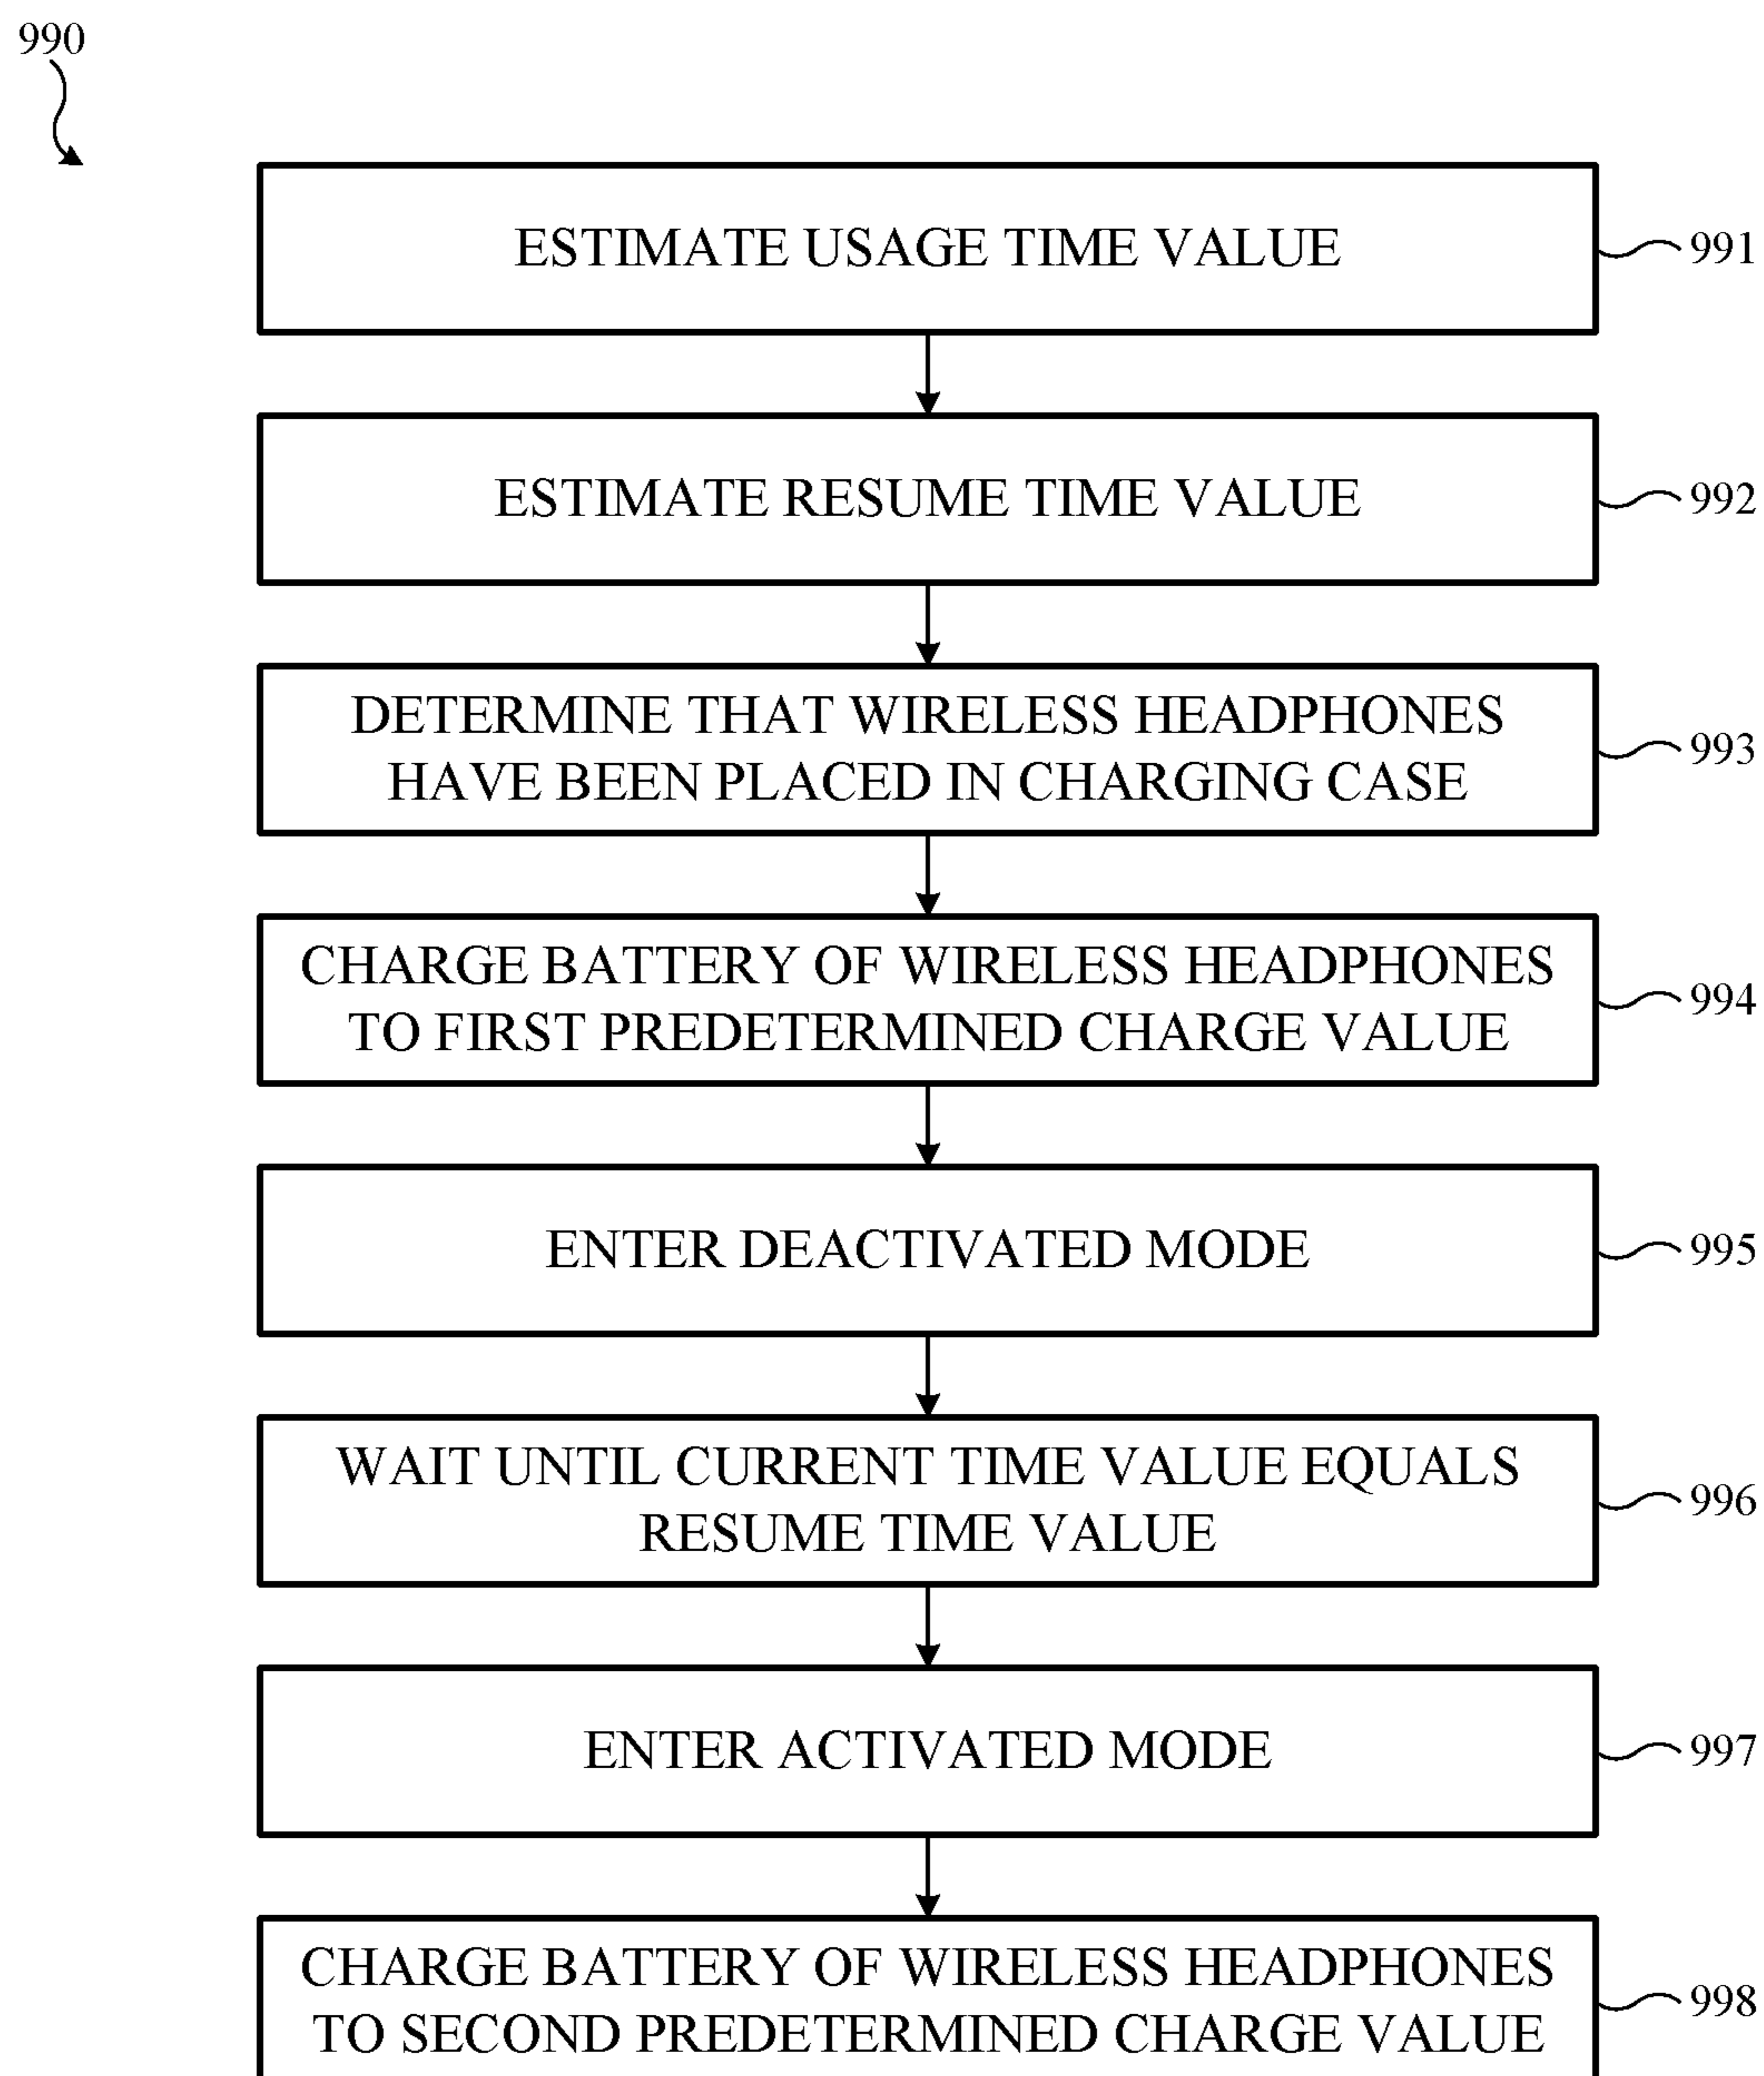 990
ESTIMATE USAGE TIME VALUE
991
ESTIMATE RESUME TIME VALUE
992
DETERMINE THAT WIRELESS HEADPHONES
HAVE BEEN PLACED IN CHARGING CASE
993
CHARGE BATTERY OF WIRELESS HEADPHONES
TO FIRST PREDETERMINED CHARGE VALUE
994
ENTER DEACTIVATED MODE
995
WAIT UNTIL CURRENT TIME VALUE EQUALS
RESUME TIME VALUE
996
ENTER ACTIVATED MODE
997
CHARGE BATTERY OF WIRELESS HEADPHONES
TO SECOND PREDETERMINED CHARGE VALUE
998